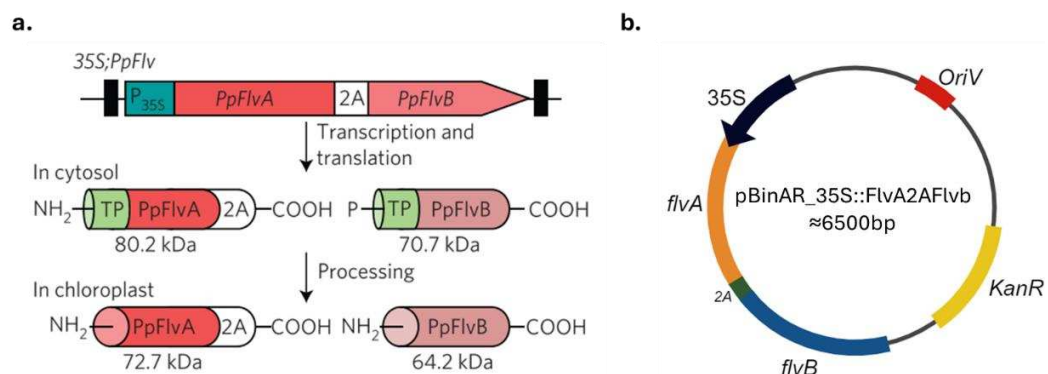 a.
35S;PpFlv
P35S PpFlvA 2A PpFlvB
Transcription and
translation
In cytosol
NH2 TP PpFlvA 2A COOH P TP PpFlvB COOH
80.2 kDa 70.7 kDa
Processing
In chloroplast
NH2 PpFlvA 2A COOH NH2 PpFlvB COOH
72.7 kDa 64.2 kDa
b.
OriV
35S
pBinAR_35S::FlvA2AFlvb
≈6500bp
flvA
KanR
2A
flvB